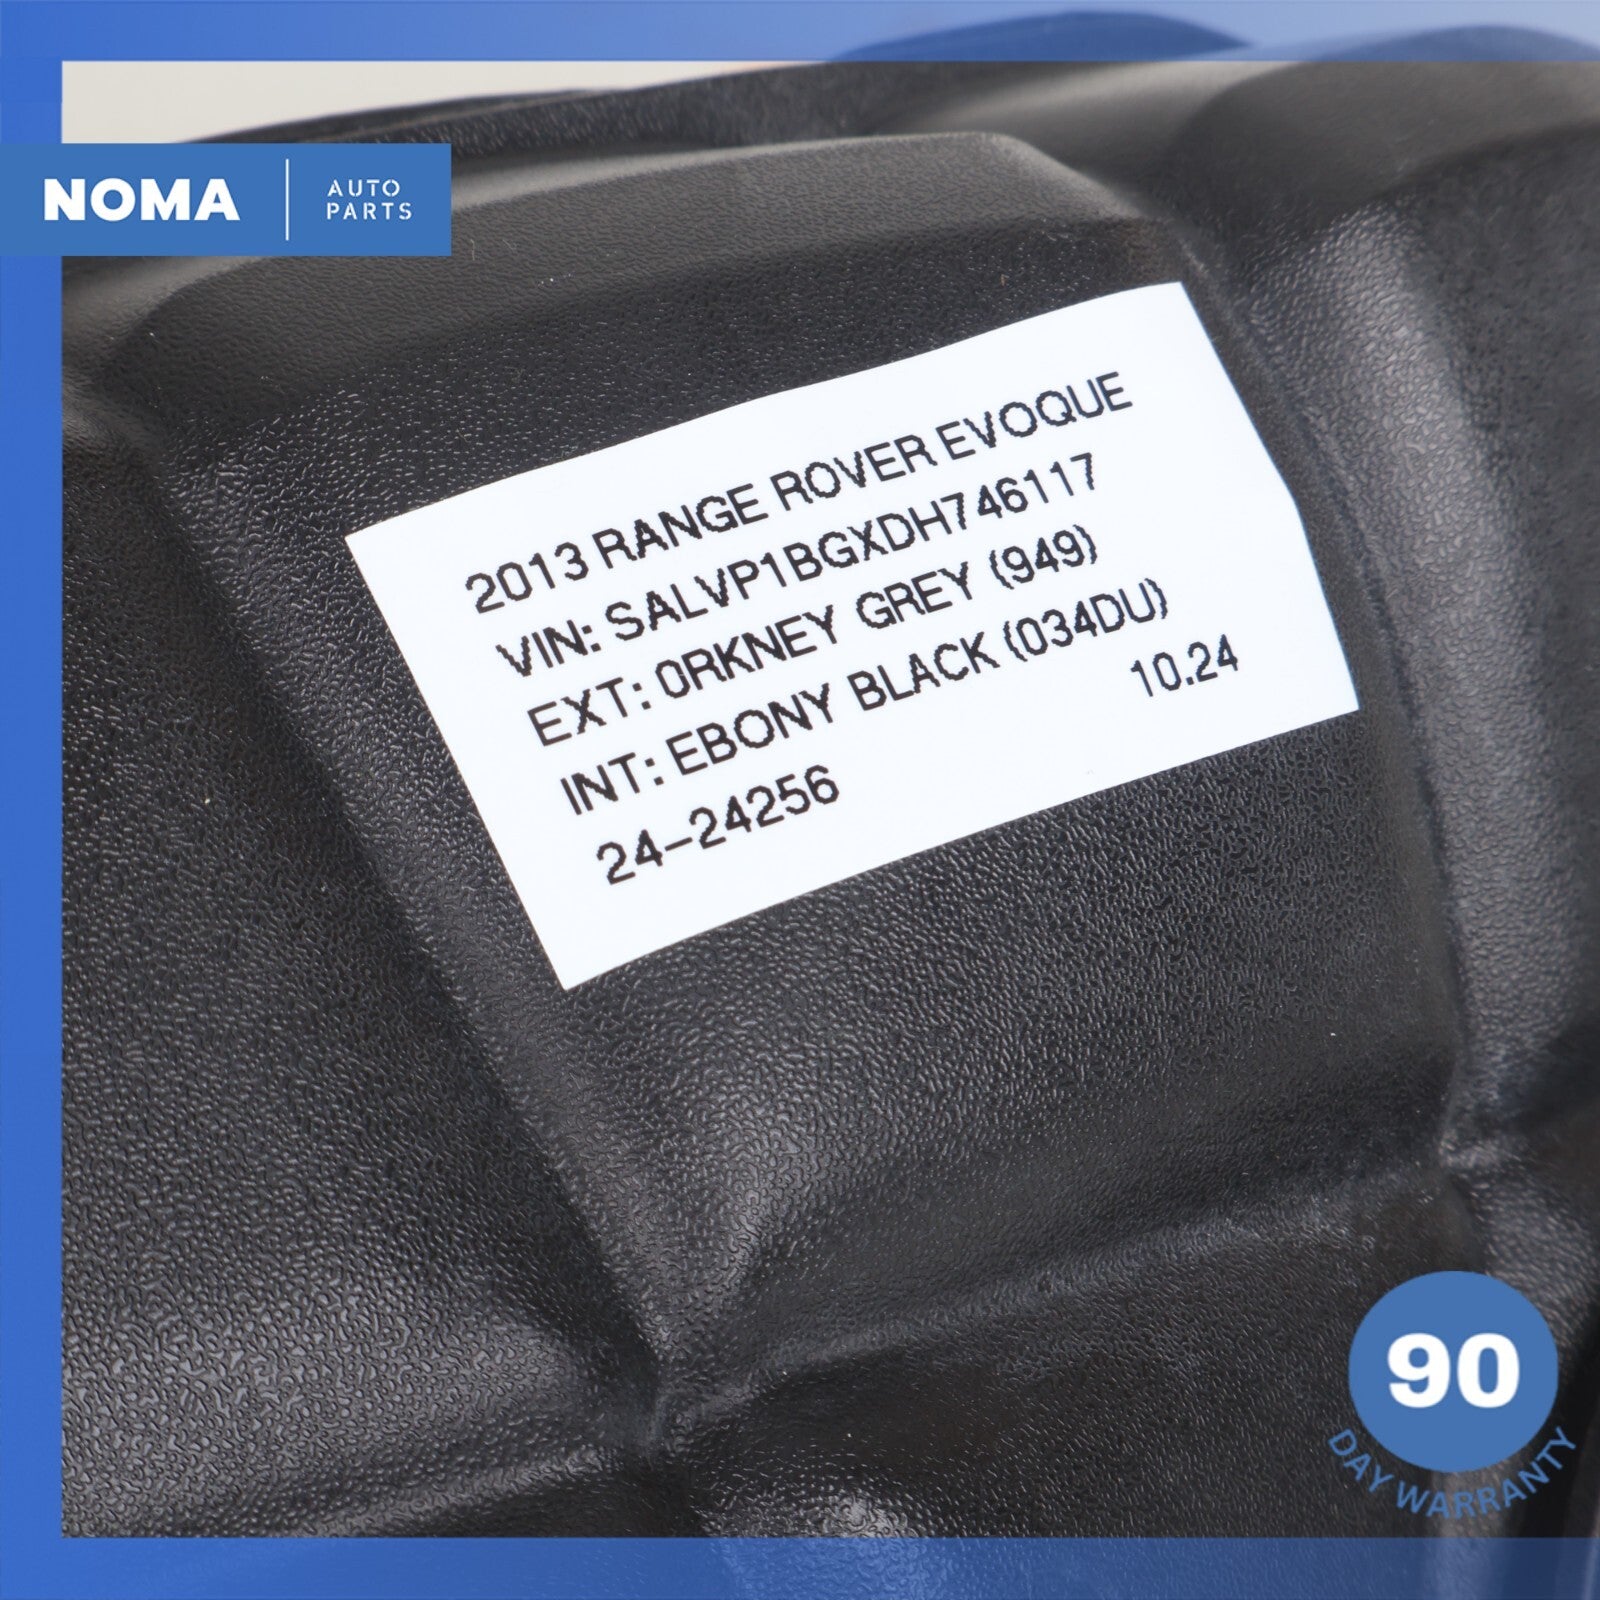 NOMA
AUTO
PARTS
2013 RANGE ROVER EVOQUE
VIN: SALVP1BGXDH746117
EXT: ORKNEY GREY (949)
INT: EBONY BLACK (034DU)
10.24
24-24256
90
DAY WARRANTY